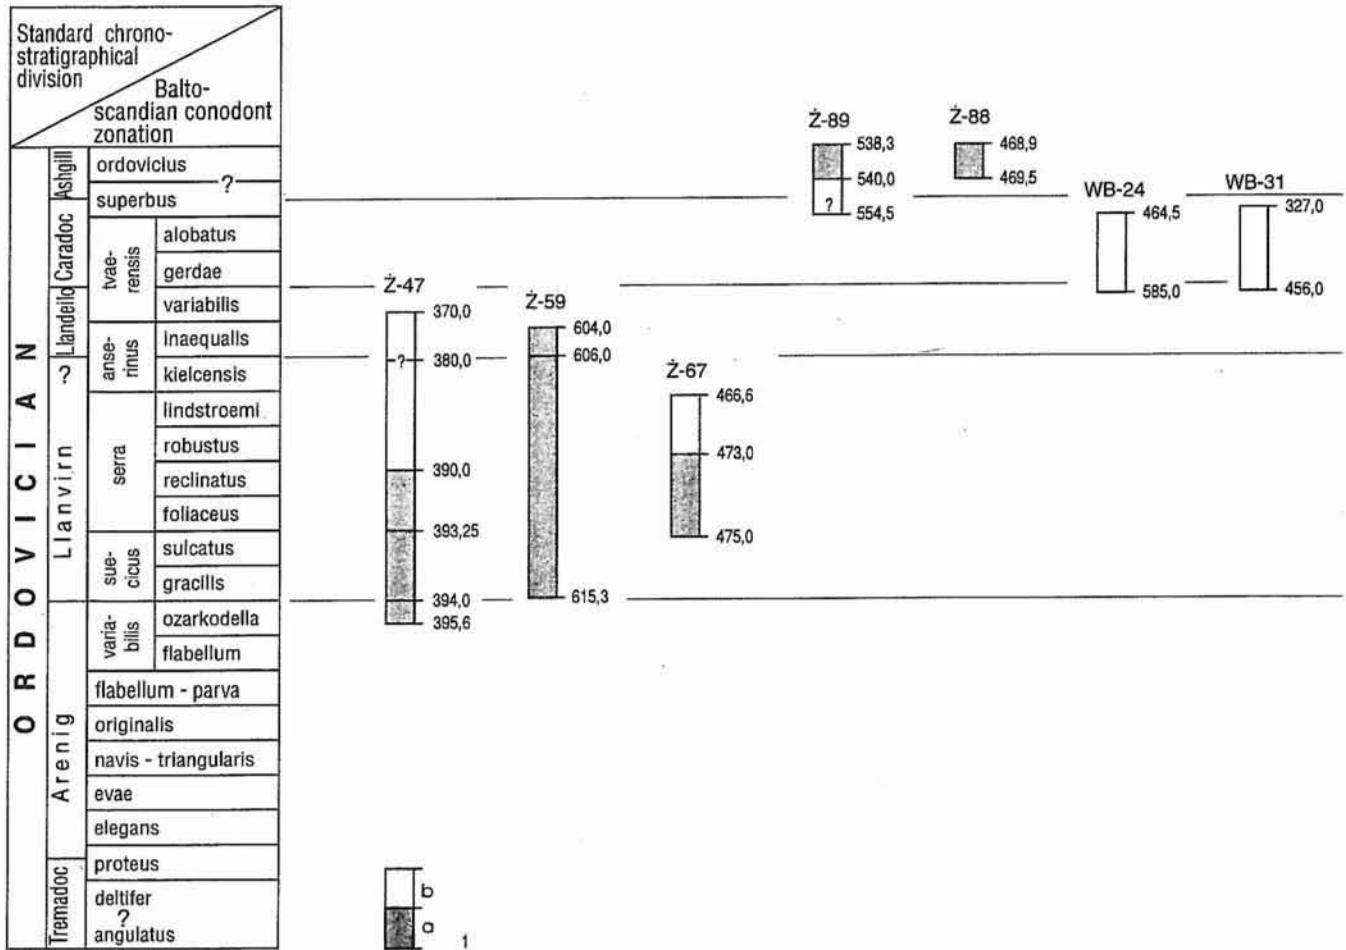 Standard chrono-
stratigraphical
division
Balto-
scandian conodont
zonation
ORDOVICIAN
Ashgill
Caradoc
Llandeilo
?
Llanvirn
Arenig
Tremadoc
ordovicius
?
superbus
tvae-
rensis
alobatus
gerdae
variabilis
anse-
rinus
inaequalis
kielcensis
serra
lindstroemi
robustus
reclinatus
foliaceus
sue-
cicus
sulcatus
gracilis
varia-
bilis
ozarkodella
flabellum
flabellum - parva
originalis
navis - triangularis
evae
elegans
proteus
deltifer
?
angulatus
Ż-47
370,0
?
380,0
390,0
393,25
394,0
395,6
Ż-59
604,0
606,0
615,3
Ż-67
466,6
473,0
475,0
Ż-89
538,3
540,0
?
554,5
Ż-88
468,9
469,5
WB-24
464,5
585,0
WB-31
327,0
456,0
b
a
1